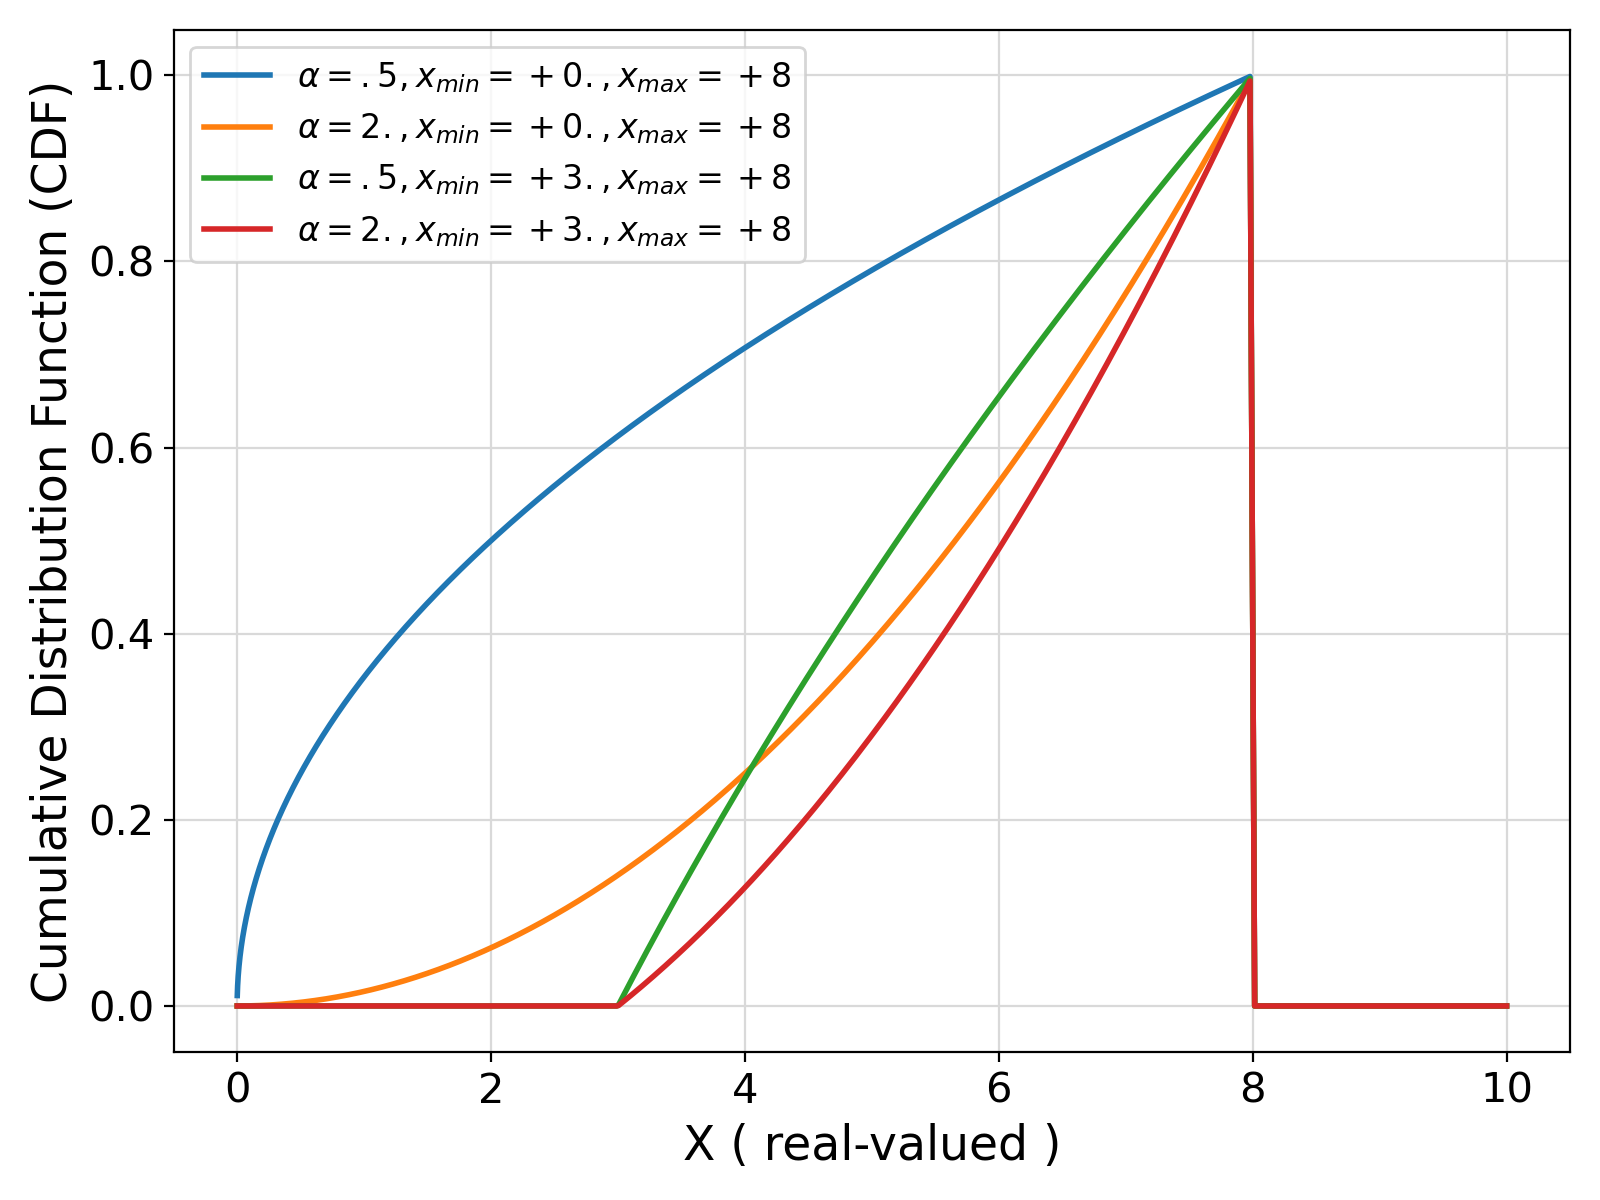 α = .5, x_min = +0., x_max = +8
α = 2., x_min = +0., x_max = +8
α = .5, x_min = +3., x_max = +8
α = 2., x_min = +3., x_max = +8
Cumulative Distribution Function (CDF)
1.0
0.8
0.6
0.4
0.2
0.0
0 2 4 6 8 10
X ( real-valued )